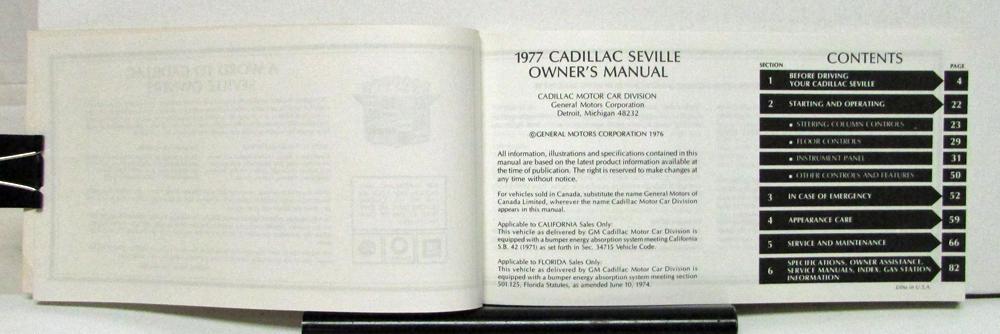 1977 CADILLAC SEVILLE
OWNER'S MANUAL
CADILLAC MOTOR CAR DIVISION
General Motors Corporation
Detroit, Michigan 48232
©GENERAL MOTORS CORPORATION 1976
All information, illustrations and specifications contained in this
manual are based on the latest product information available at
the time of publication. The right is reserved to make changes at
any time without notice.
For vehicles sold in Canada, substitute the name General Motors of
Canada Limited, wherever the name Cadillac Motor Car Division
appears in this manual.
Applicable to CALIFORNIA Sales Only:
This vehicle as delivered by GM Cadillac Motor Car Division is
equipped with a bumper energy absorption system meeting California
S.B. 42 (1971) as set forth in Sec. 34715 Vehicle Code.
Applicable to FLORIDA Sales Only:
This vehicle as delivered by GM Cadillac Motor Car Division is
equipped with a bumper energy absorption system meeting section
501.125, Florida Statutes, as amended June 10, 1974.
CONTENTS
SECTION PAGE
1 BEFORE DRIVING
YOUR CADILLAC SEVILLE 4
2 STARTING AND OPERATING 22
• STEERING COLUMN CONTROLS 23
• FLOOR CONTROLS 29
• INSTRUMENT PANEL 31
• OTHER CONTROLS AND FEATURES 50
3 IN CASE OF EMERGENCY 52
4 APPEARANCE CARE 59
5 SERVICE AND MAINTENANCE 66
6 SPECIFICATIONS, OWNER ASSISTANCE,
SERVICE MANUALS, INDEX, GAS STATION
INFORMATION 82
Litho in U.S.A.